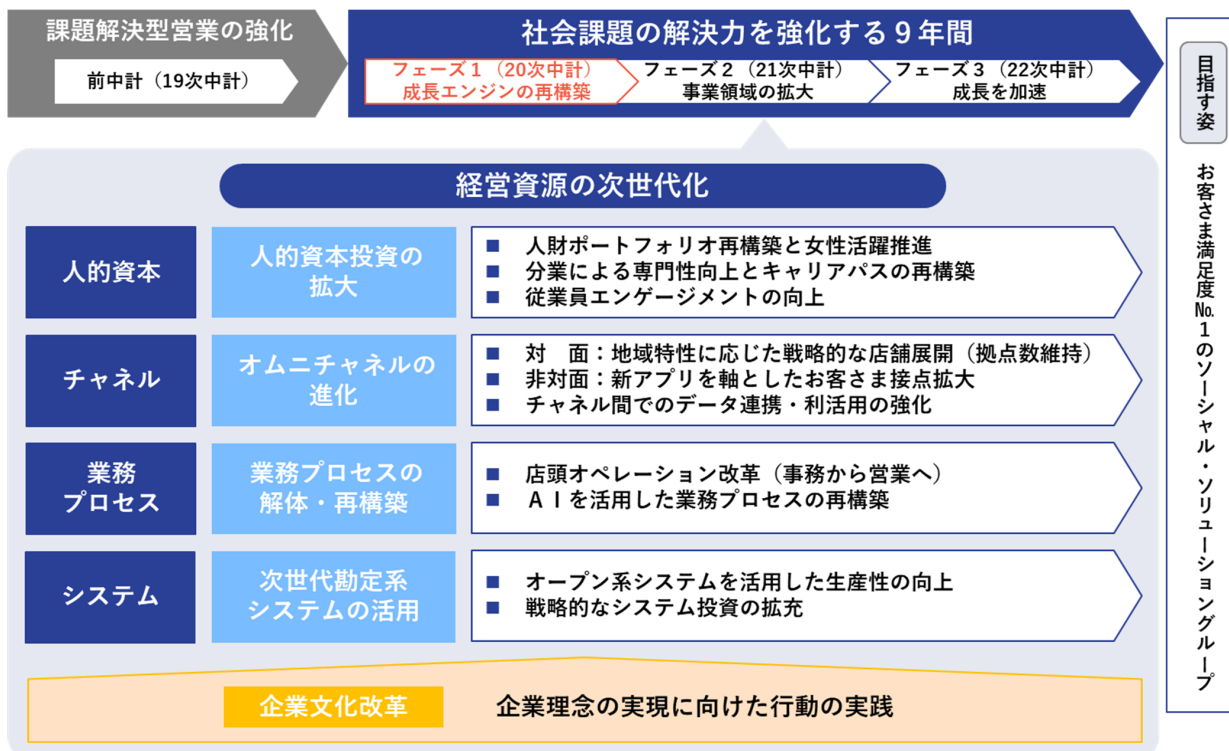 課題解決型営業の強化
前中計（19次中計）
社会課題の解決力を強化する９年間
フェーズ１（20次中計）
成長エンジンの再構築
フェーズ２（21次中計）
事業領域の拡大
フェーズ３（22次中計）
成長を加速
目指す姿
お客さま満足度№１のソーシャル・ソリューショングループ
経営資源の次世代化
人的資本
人的資本投資の
拡大
■ 人財ポートフォリオ再構築と女性活躍推進
■ 分業による専門性向上とキャリアパスの再構築
■ 従業員エンゲージメントの向上
チャネル
オムニチャネルの
進化
■ 対　面：地域特性に応じた戦略的な店舗展開（拠点数維持）
■ 非対面：新アプリを軸としたお客さま接点拡大
■ チャネル間でのデータ連携・利活用の強化
業務
プロセス
業務プロセスの
解体・再構築
■ 店頭オペレーション改革（事務から営業へ）
■ ＡＩを活用した業務プロセスの再構築
システム
次世代勘定系
システムの活用
■ オープン系システムを活用した生産性の向上
■ 戦略的なシステム投資の拡充
企業文化改革
企業理念の実現に向けた行動の実践